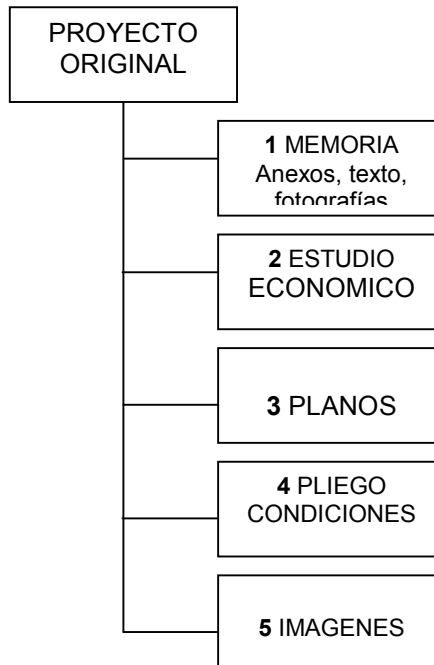 PROYECTO
ORIGINAL
1 MEMORIA
Anexos, texto,
fotografías
2 ESTUDIO
ECONOMICO
3 PLANOS
4 PLIEGO
CONDICIONES
5 IMAGENES